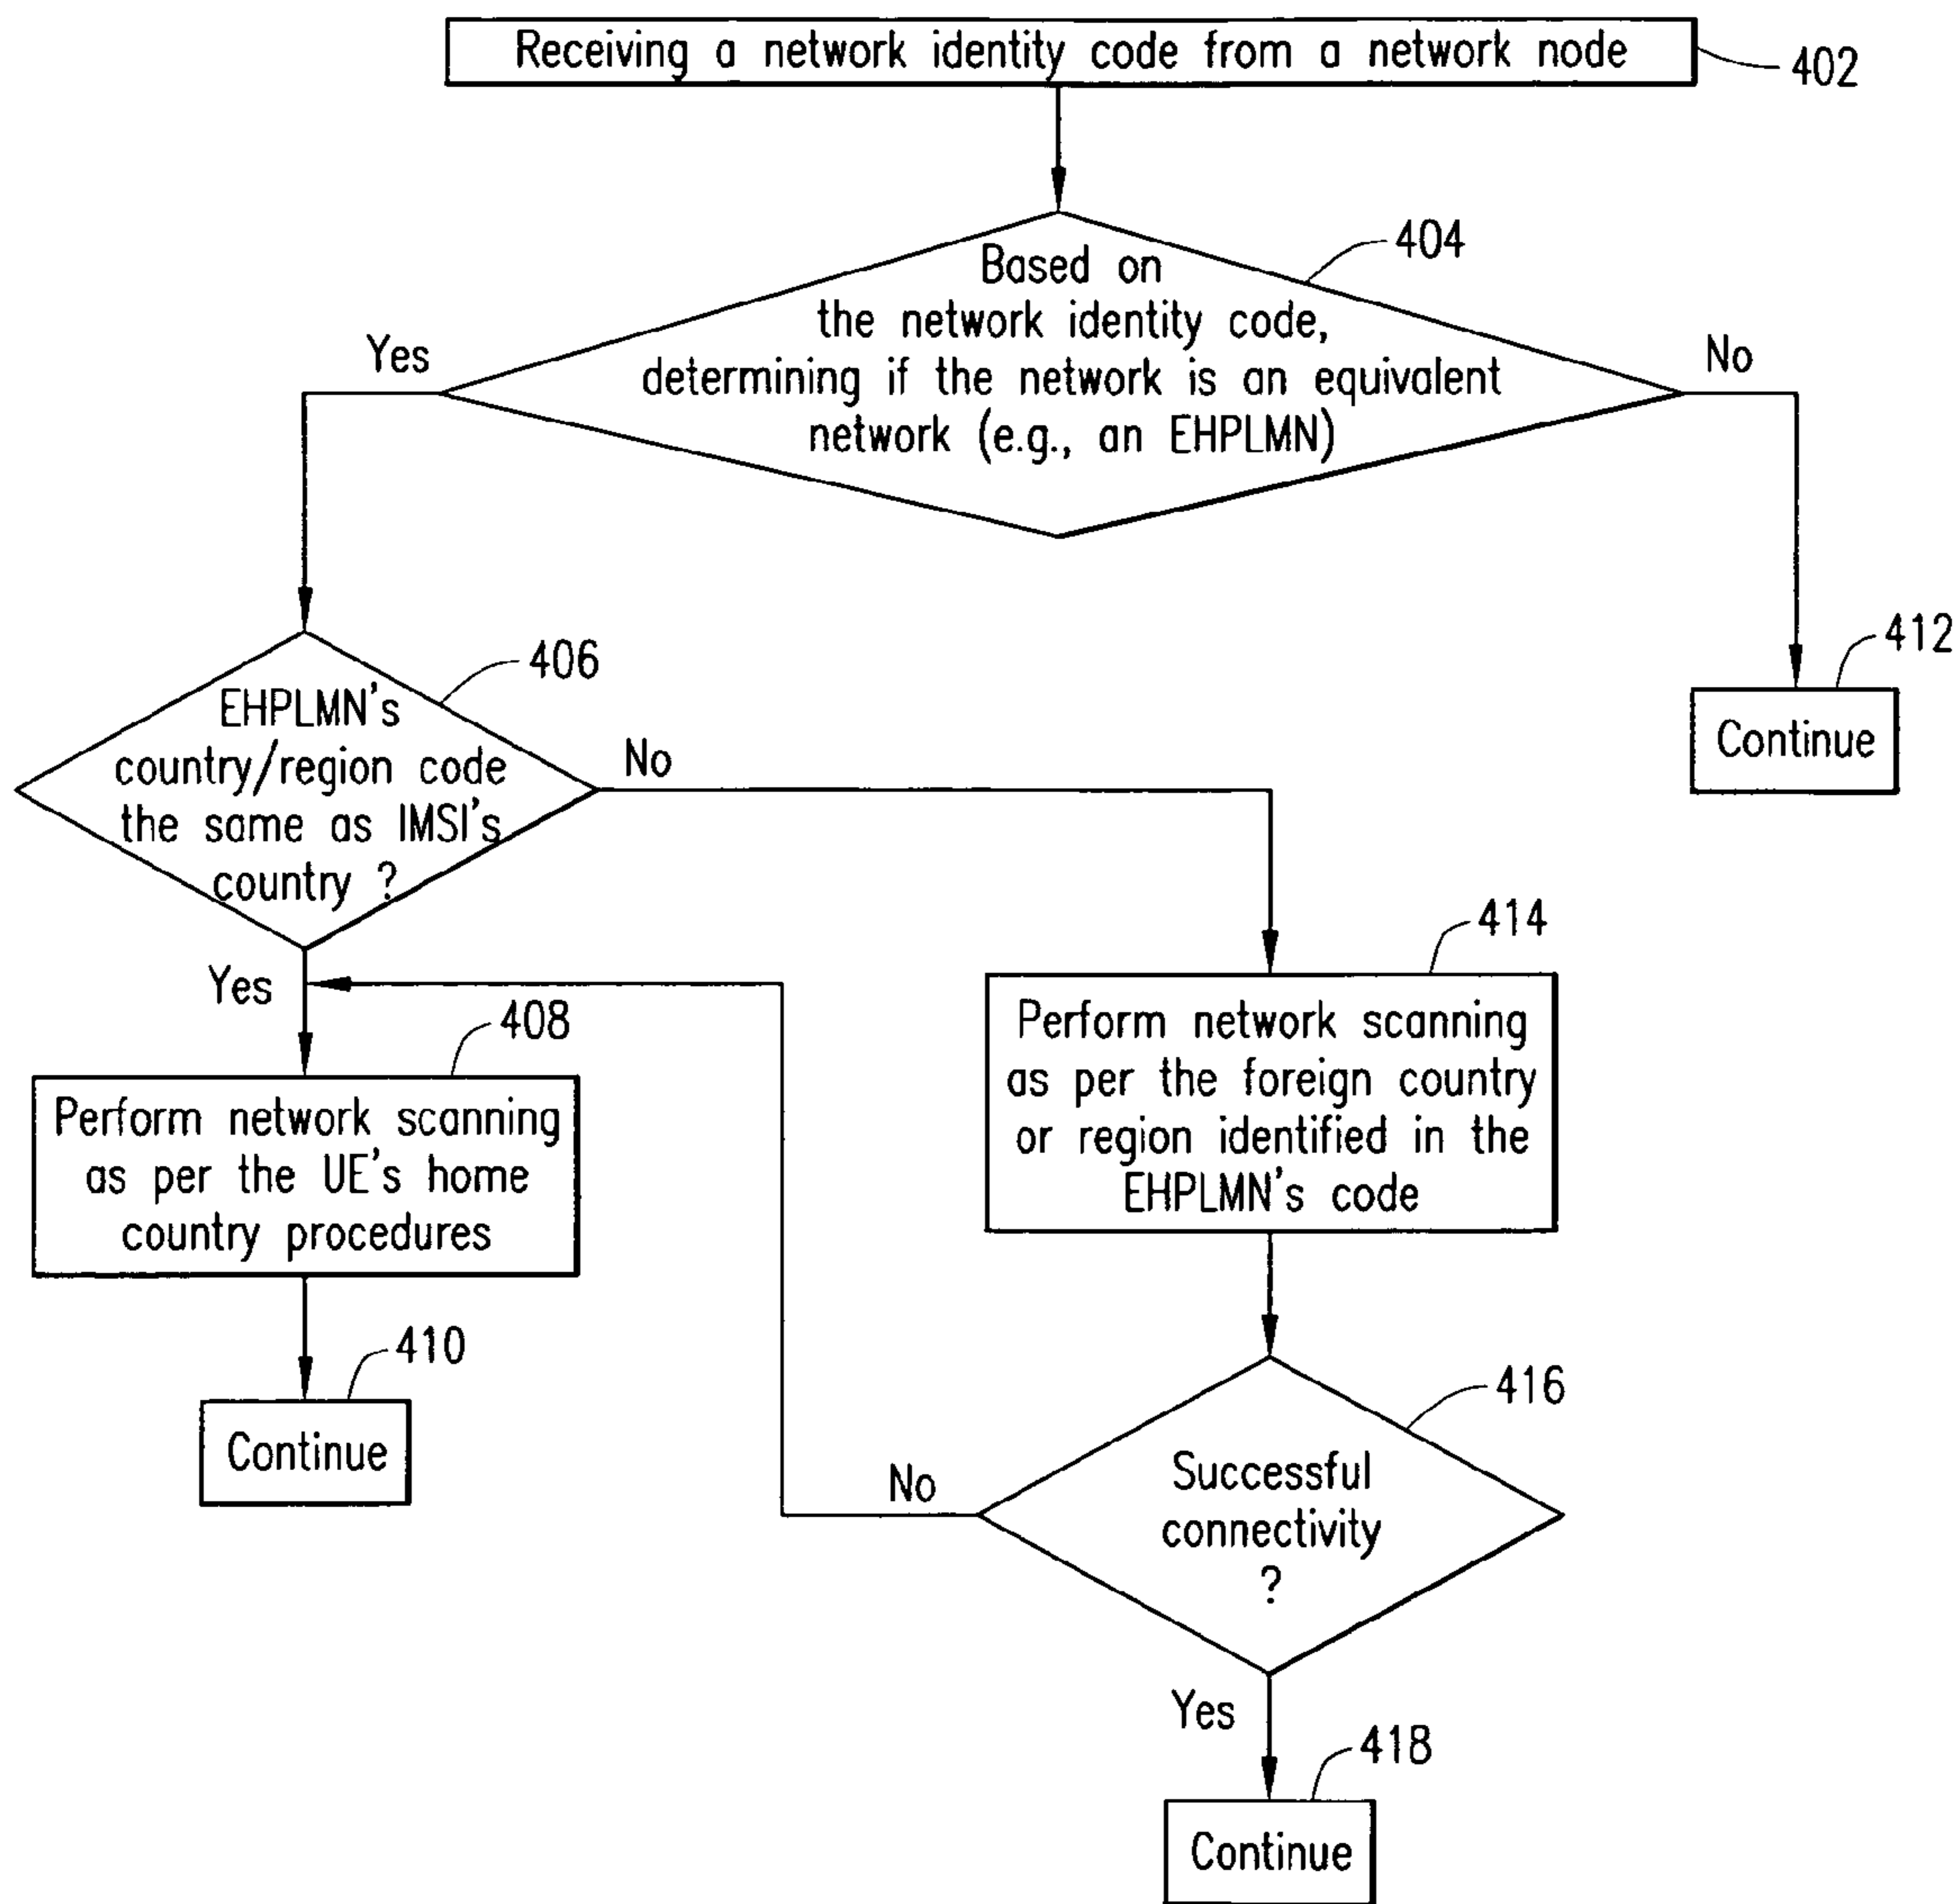 Receiving a network identity code from a network node
402
404
Based on
the network identity code,
determining if the network is an equivalent
network (e.g., an EHPLMN)
Yes
No
406
EHPLMN's
country/region code
the same as IMSI's
country ?
No
412
Continue
Yes
408
Perform network scanning
as per the UE's home
country procedures
410
Continue
414
Perform network scanning
as per the foreign country
or region identified in the
EHPLMN's code
416
Successful
connectivity
?
No
Yes
418
Continue